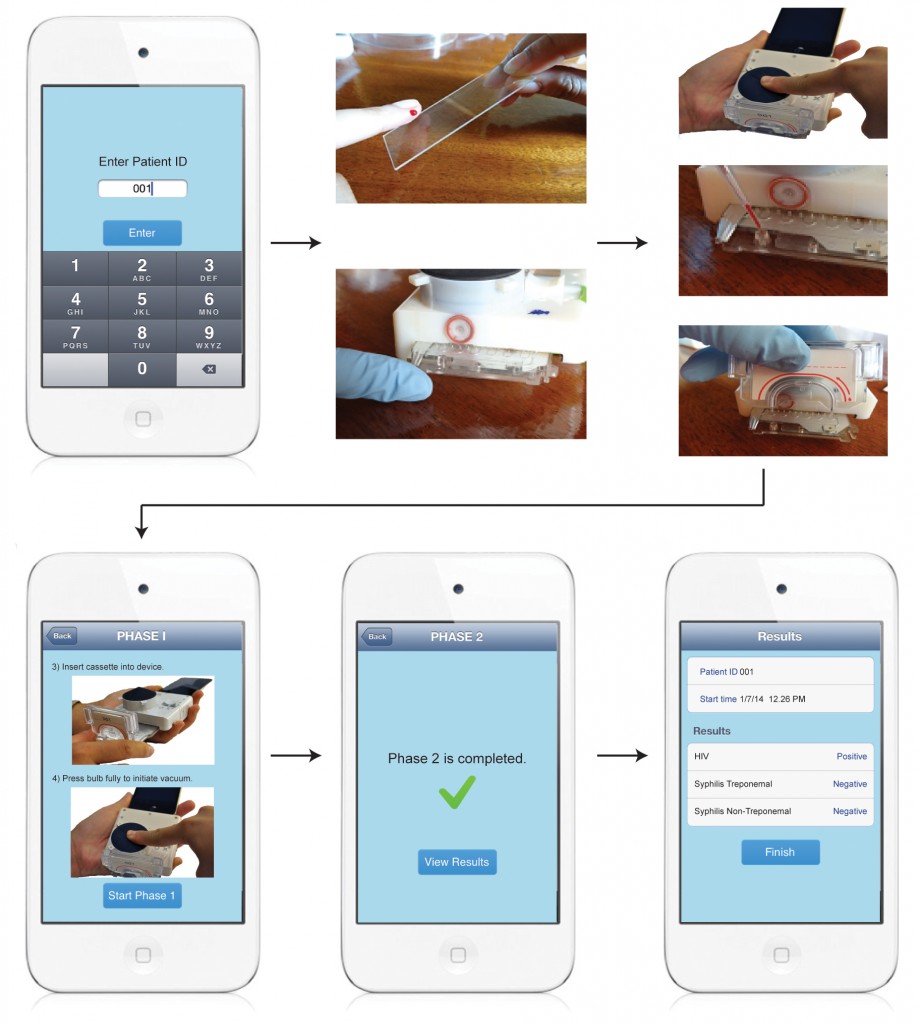 Enter Patient ID
001
Enter
1 2 3
ABC DEF
4 5 6
GHI JKL MNO
7 8 9
PQRS TUV WXYZ
0
Back PHASE I
3) Insert cassette into device.
4) Press bulb fully to initiate vacuum.
Start Phase 1
Back PHASE 2
Phase 2 is completed.
View Results
Results
Patient ID 001
Start time 1/7/14 12.26 PM
Results
HIV Positive
Syphilis Treponemal Negative
Syphilis Non-Treponemal Negative
Finish